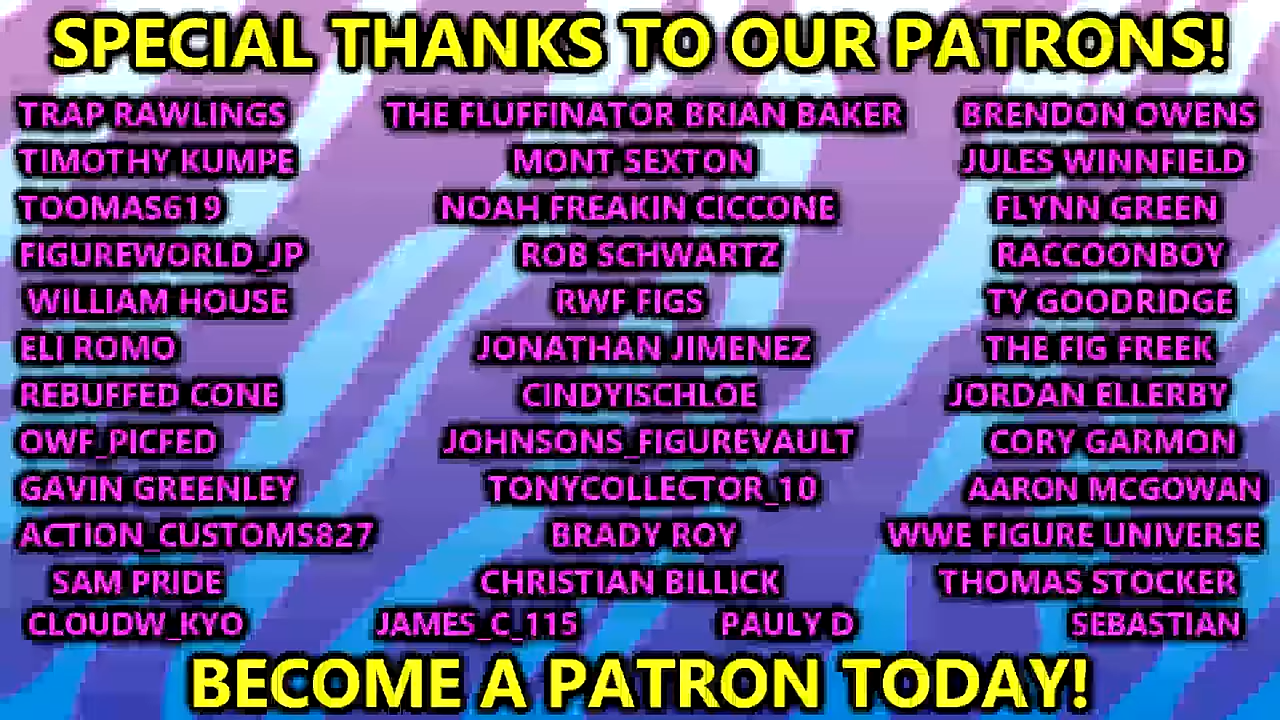 SPECIAL THANKS TO OUR PATRONS!
TRAP RAWLINGS THE FLUFFINATOR BRIAN BAKER BRENDON OWENS
TIMOTHY KUMPE MONT SEXTON JULES WINNFIELD
TOOMAS619 NOAH FREAKIN CICCONE FLYNN GREEN
FIGUREWORLD_JP ROB SCHWARTZ RACCOONBOY
WILLIAM HOUSE RWF FIGS TY GOODRIDGE
ELI ROMO JONATHAN JIMENEZ THE FIG FREEK
REBUFFED CONE CINDYISCHLOE JORDAN ELLERBY
OWF_PICFED JOHNSONS_FIGUREVAULT CORY GARMON
GAVIN GREENLEY TONYCOLLECTOR_10 AARON MCGOWAN
ACTION_CUSTOMS827 BRADY ROY WWE FIGURE UNIVERSE
SAM PRIDE CHRISTIAN BILLICK THOMAS STOCKER
CLOUDW_KYO JAMES_C_115 PAULY D SEBASTIAN
BECOME A PATRON TODAY!